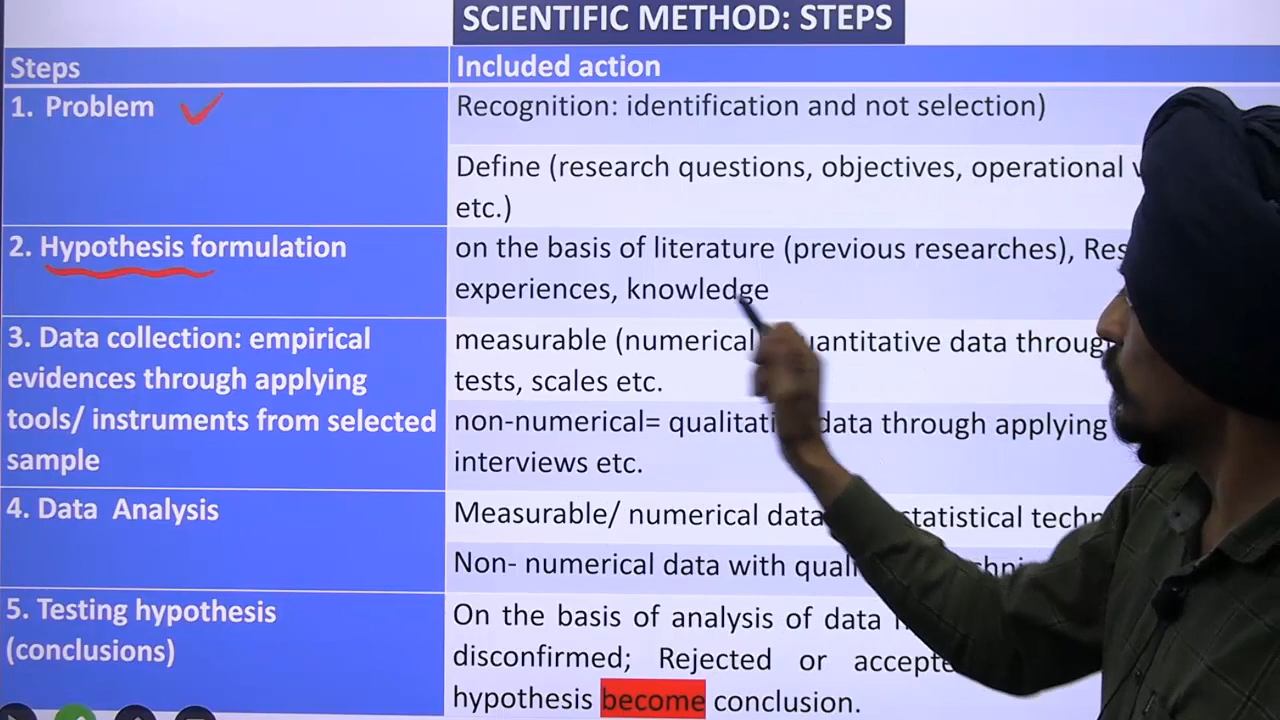 SCIENTIFIC METHOD: STEPS
Steps
Included action
1. Problem
Recognition: identification and not selection)
Define (research questions, objectives, operational
etc.)
2. Hypothesis formulation
on the basis of literature (previous researches),
experiences, knowledge
3. Data collection: empirical
evidences through applying
tools/ instruments from selected
sample
measurable (numerical) quantitative data through
tests, scales etc.
non-numerical= qualitative data through applying
interviews etc.
4. Data Analysis
Measurable/ numerical data statistical
Non- numerical data with
5. Testing hypothesis
(conclusions)
On the basis of analysis of data
disconfirmed; Rejected or
hypothesis become conclusion.